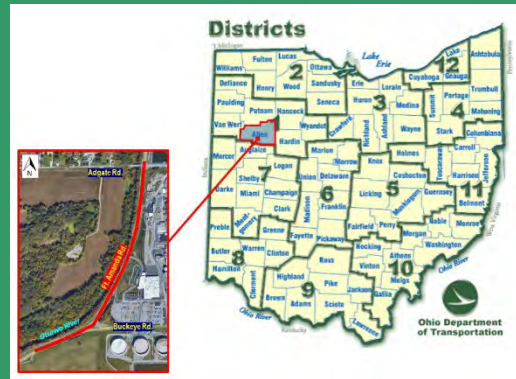 Districts
Michigan
Lake
Erie
Pennsylvania
Williams
Fulton
Lucas
Ottawa
2
Defiance
Henry
Wood
Sandusky
Erie
Lorain
Cuyahoga
12
Lake
Geauga
Ashtabula
Paulding
Putnam
Hancock
Seneca
Huron
3
Medina
Summit
Portage
4
Trumbull
Mahoning
Van Wert
Allen
Wyandot
Crawford
Richland
Ashland
Wayne
Stark
Columbiana
Mercer
Auglaize
Hardin
Marion
Morrow
Knox
Holmes
Tuscarawas
Carroll
Jefferson
Indiana
Shelby
Logan
Union
Delaware
Coshocton
Harrison
Darke
Miami
Champaign
6
Licking
5
Guernsey
11
Belmont
Clark
Madison
Franklin
Muskingum
Preble
Greene
Fayette
Pickaway
Fairfield
Perry
Morgan
Noble
Monroe
West Virginia
Butler
8
Warren
Clinton
Ross
Hocking
Athens
Washington
Hamilton
Clermont
Highland
Vinton
10
Meigs
Ohio River
9
Pike
Jackson
Gallia
Brown
Adams
Scioto
Lawrence
Ohio River
Kentucky
Ohio Department
of Transportation
N
Adgate Rd.
Ft. Amanda Rd.
Ottawa River
Buckeye Rd.